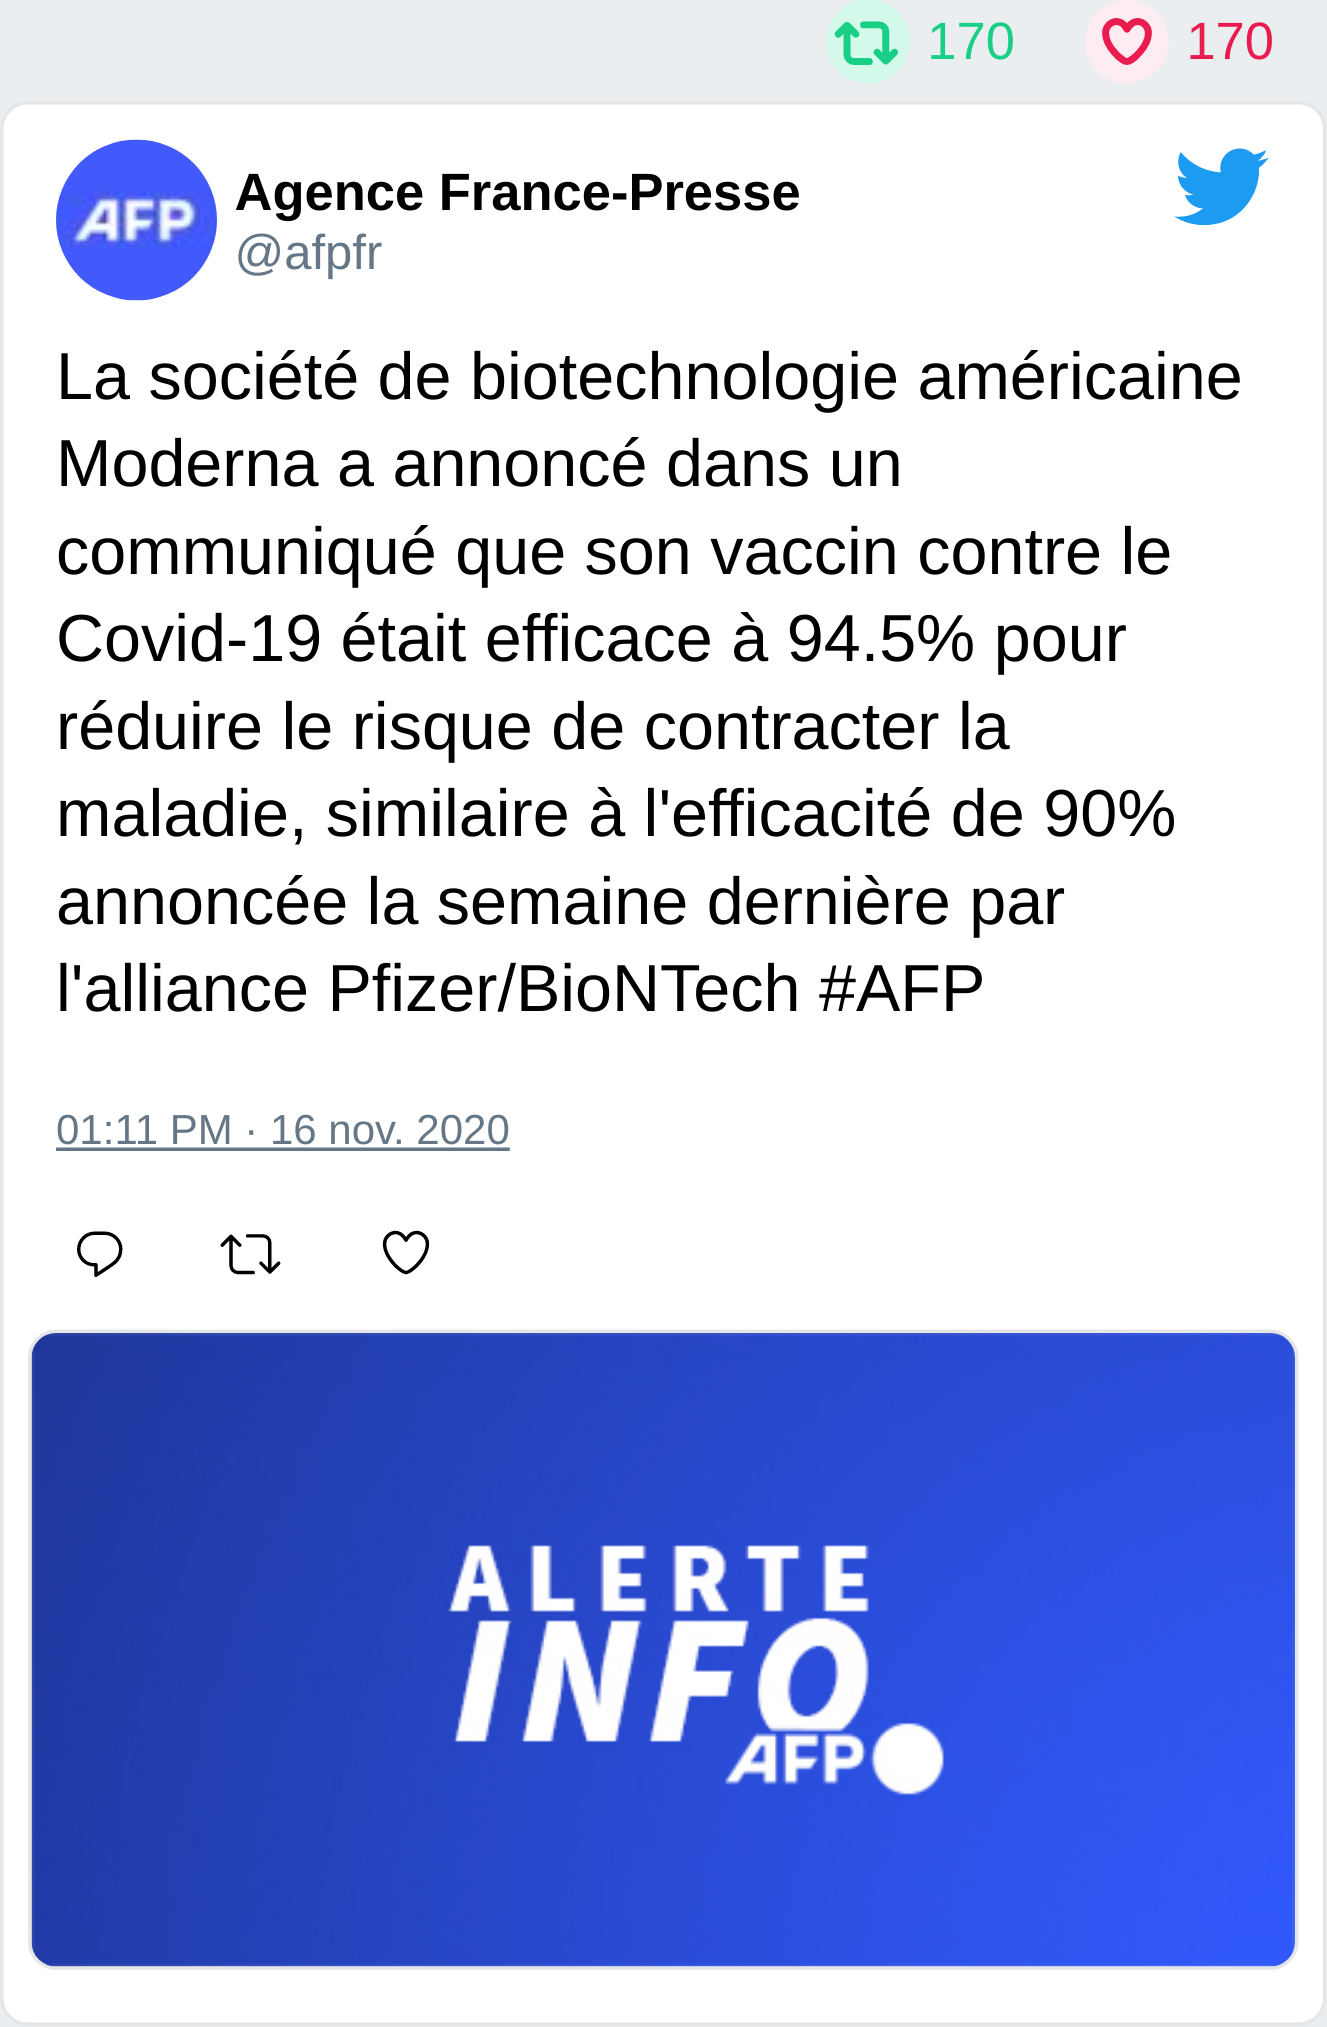 170 170
AFP
Agence France-Presse
@afpfr
La société de biotechnologie américaine
Moderna a annoncé dans un
communiqué que son vaccin contre le
Covid-19 était efficace à 94.5% pour
réduire le risque de contracter la
maladie, similaire à l'efficacité de 90%
annoncée la semaine dernière par
l'alliance Pfizer/BioNTech #AFP
01:11 PM · 16 nov. 2020
ALERTE
INFO
AFP